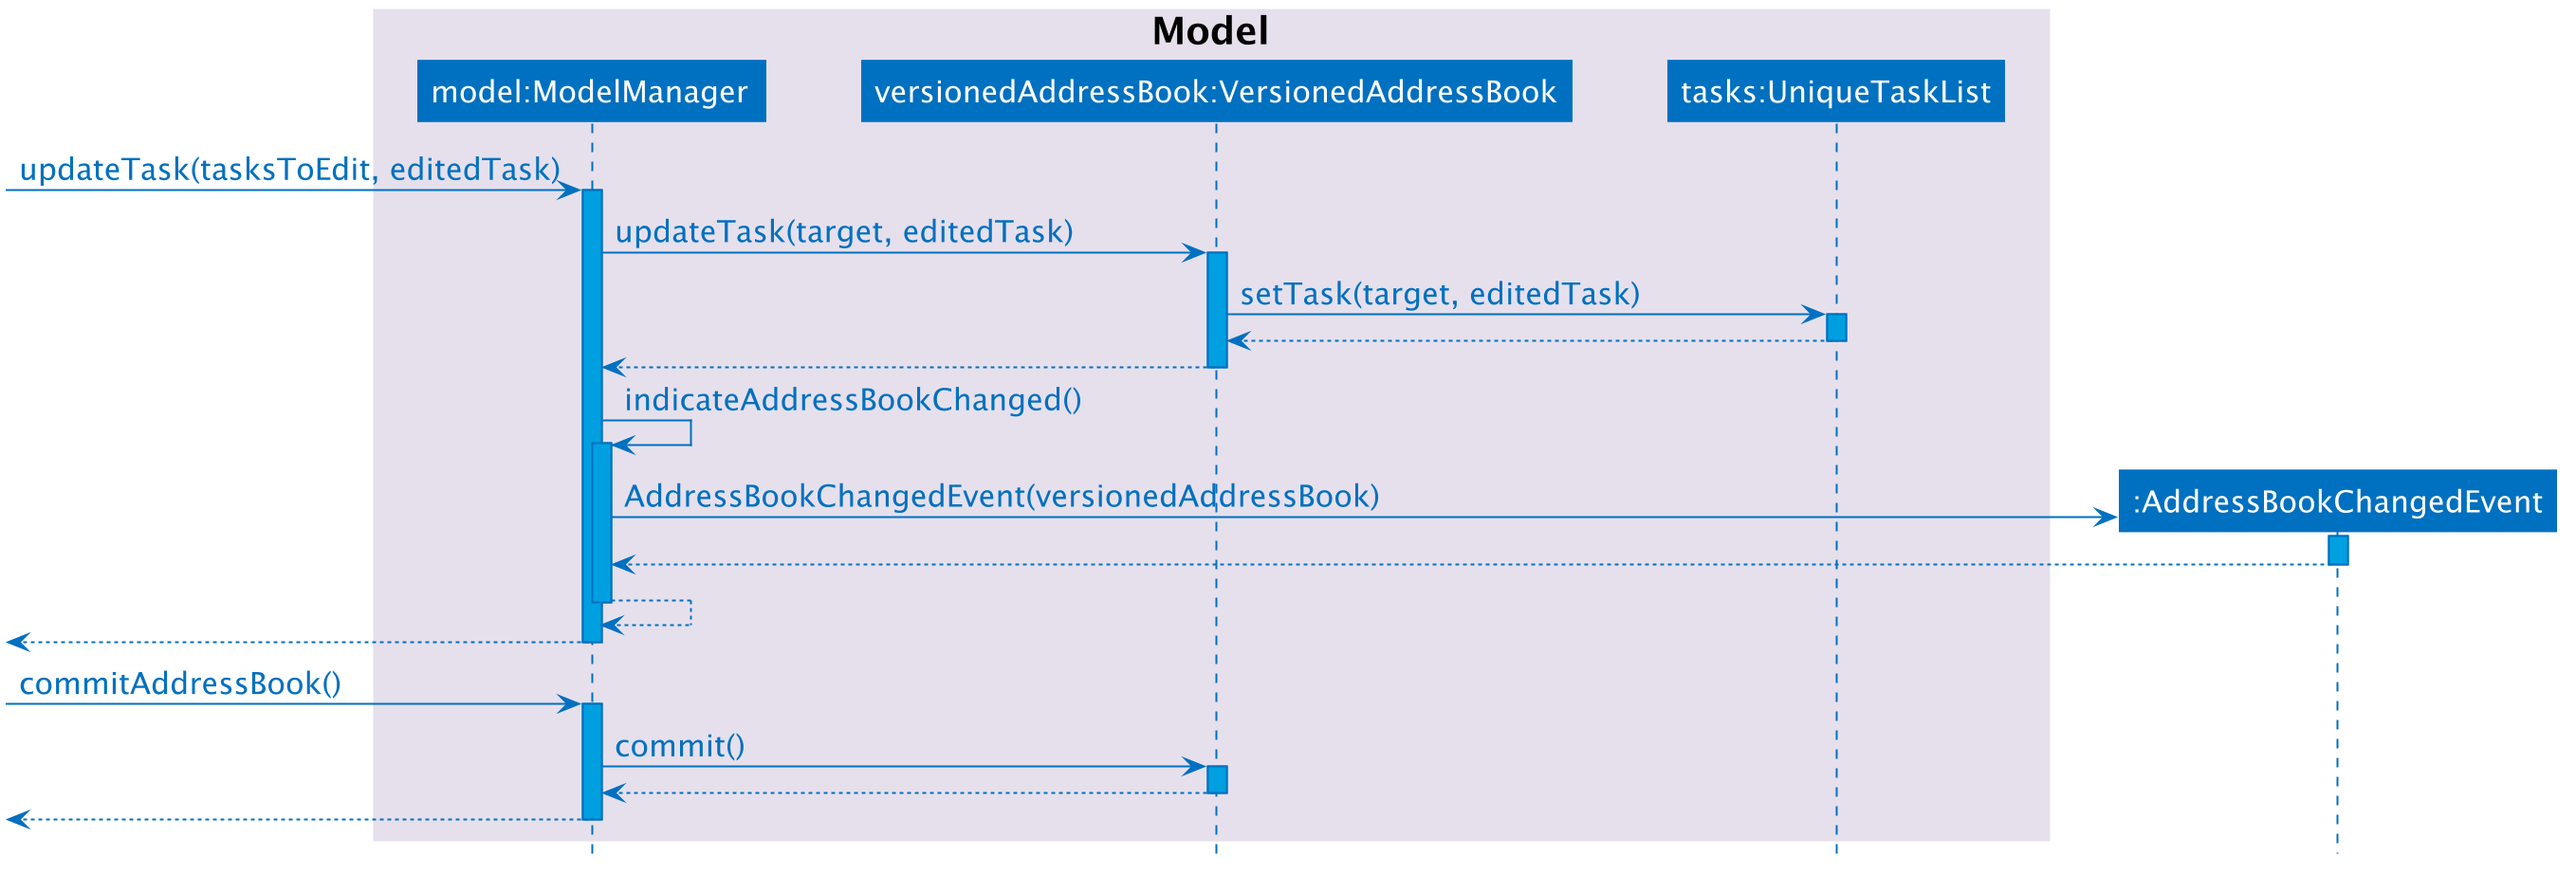 Model
model:ModelManager
versionedAddressBook:VersionedAddressBook
tasks:UniqueTaskList
updateTask(tasksToEdit, editedTask)
updateTask(target, editedTask)
setTask(target, editedTask)
indicateAddressBookChanged()
AddressBookChangedEvent(versionedAddressBook)
:AddressBookChangedEvent
commitAddressBook()
commit()